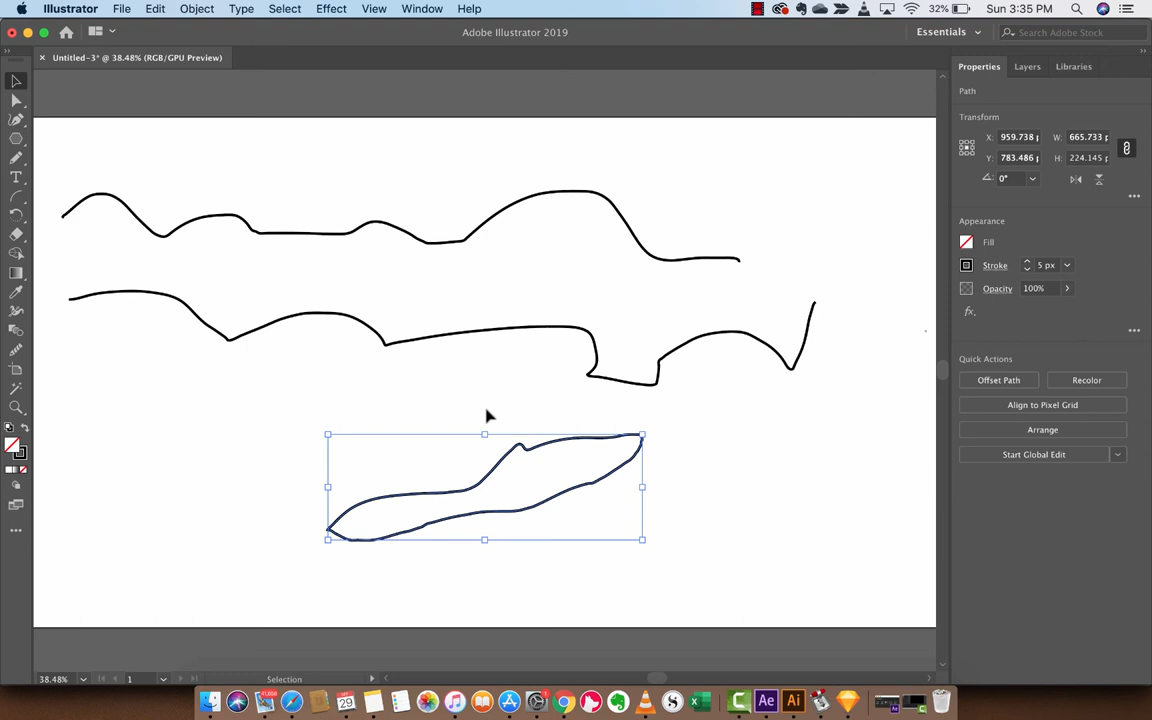 Illustrator File Edit Object Type Select Effect View Window Help 32% Sun 3:35 PM
Adobe Illustrator 2019 Essentials Search Adobe Stock
Untitled-3* @ 38.48% (RGB/GPU Preview)
Properties Layers Libraries
Path
Transform
X: 959.738 W: 665.733
Y: 783.486 H: 224.145
0°
Appearance
Fill
Stroke 5 px
Opacity 100%
fx
Quick Actions
Offset Path Recolor
Align to Pixel Grid
Arrange
Start Global Edit
38.48% 1 Selection